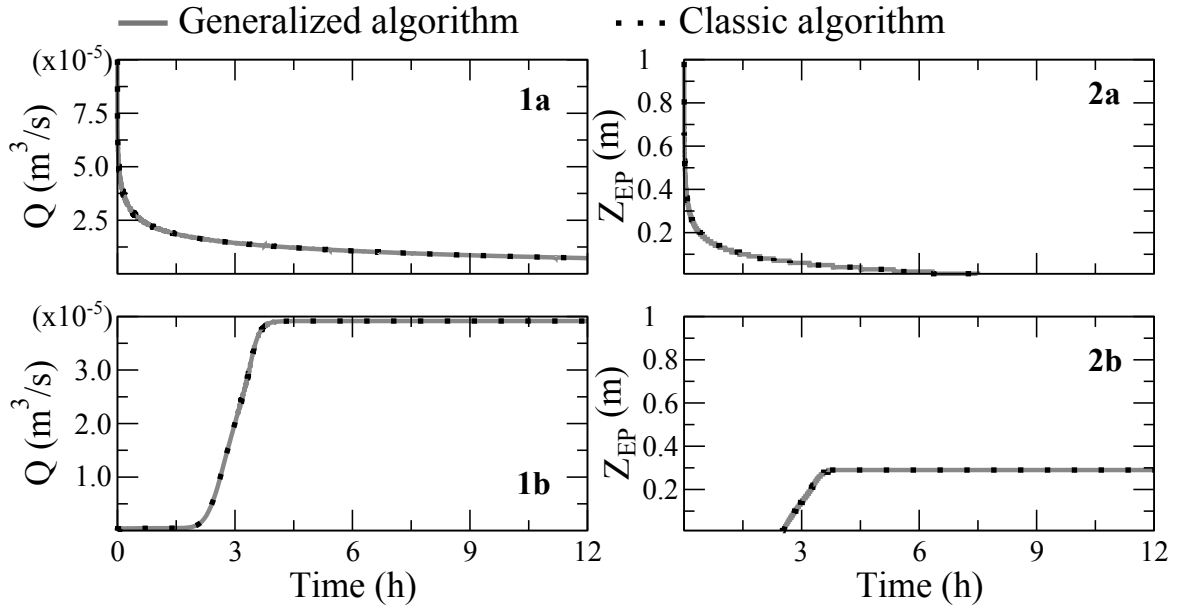 Generalized algorithm Classic algorithm
(x10⁻⁵)
7.5
5.0
2.5
Q (m³/s)
1a
1
0.8
0.6
0.4
0.2
Z_EP (m)
2a
(x10⁻⁵)
3.0
2.0
1.0
Q (m³/s)
1b
0 3 6 9 12
Time (h)
1
0.8
0.6
0.4
0.2
Z_EP (m)
2b
3 6 9 12
Time (h)